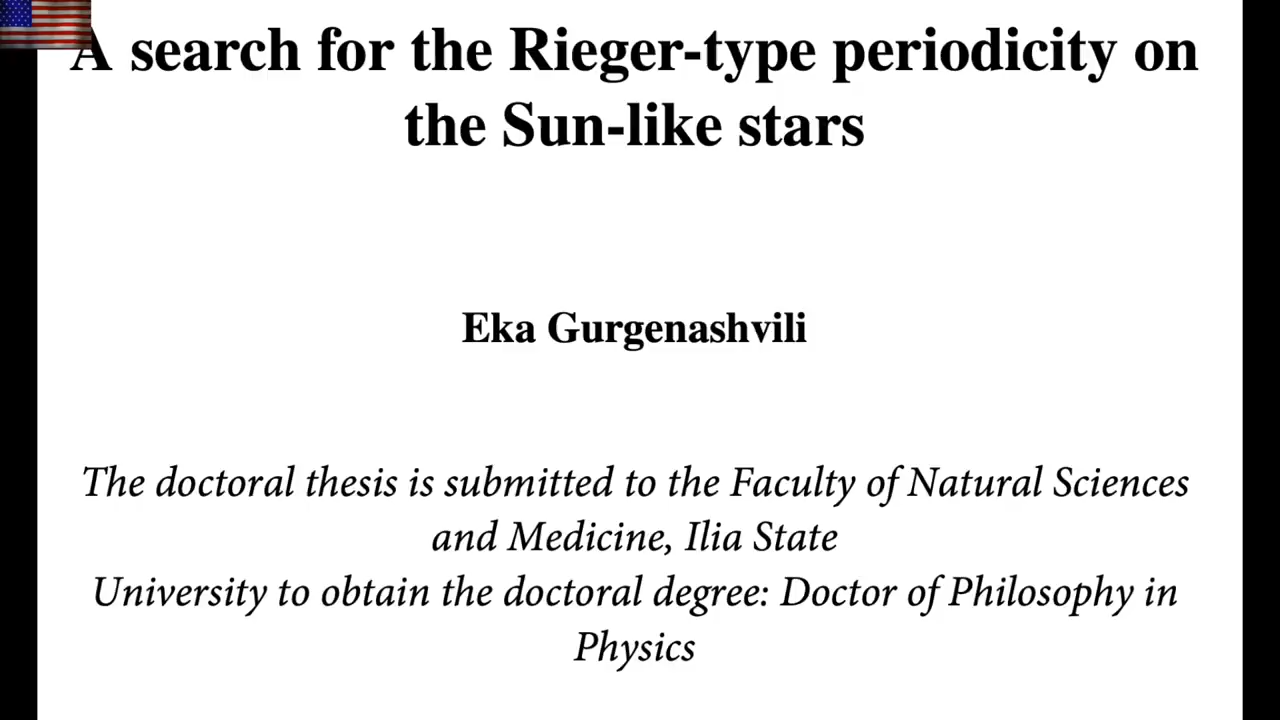 A search for the Rieger-type periodicity on
the Sun-like stars
Eka Gurgenashvili
The doctoral thesis is submitted to the Faculty of Natural Sciences
and Medicine, Ilia State
University to obtain the doctoral degree: Doctor of Philosophy in
Physics